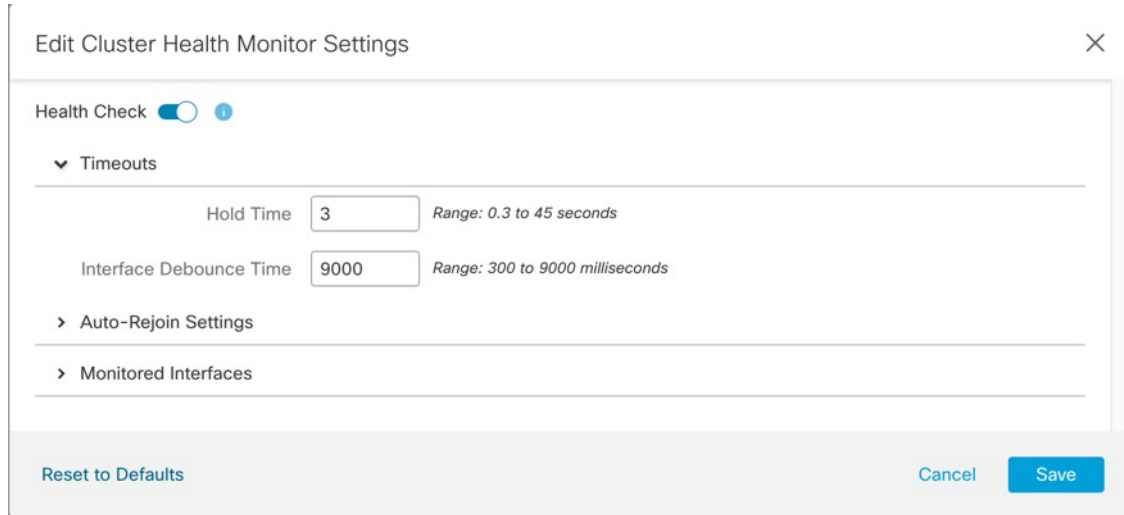 Edit Cluster Health Monitor Settings
Health Check
Timeouts
Hold Time 3 Range: 0.3 to 45 seconds
Interface Debounce Time 9000 Range: 300 to 9000 milliseconds
Auto-Rejoin Settings
Monitored Interfaces
Reset to Defaults Cancel Save